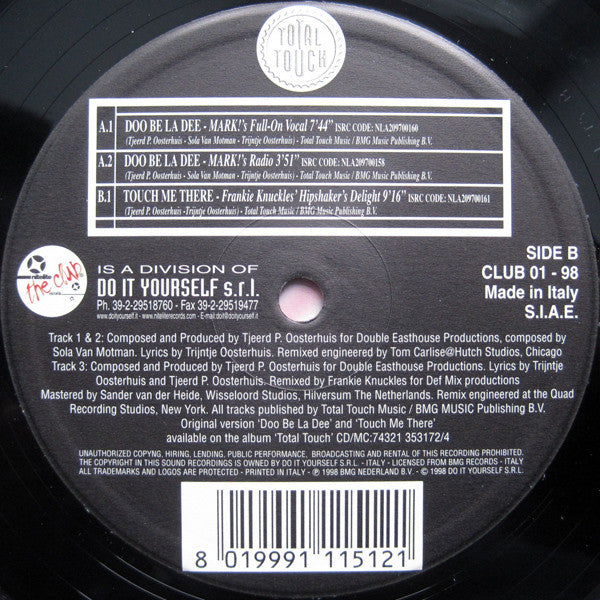 TOTAL TOUCH
A.1 DOO BE LA DEE - MARK!'s Full-On Vocal 7'44" ISRC CODE: NLA209700160
(Tjeerd P. Oosterhuis - Sola Van Motman - Trijntje Oosterhuis) - Total Touch Music / BMG Music Publishing B.V.
A.2 DOO BE LA DEE - MARK!'s Radio 3'51" ISRC CODE: NLA209700158
(Tjeerd P. Oosterhuis - Sola Van Motman - Trijntje Oosterhuis) - Total Touch Music / BMG Music Publishing B.V.
B.1 TOUCH ME THERE - Frankie Knuckles' Hipshaker's Delight 9'16" ISRC CODE: NLA209700161
(Tjeerd P. Oosterhuis -Trijntje Oosterhuis) - Total Touch Music / BMG Music Publishing B.V.
nitelite
the club
IS A DIVISION OF
DO IT YOURSELF s.r.l.
Ph. 39-2-29518760 - Fax 39-2-29519477
www.doityourself.it - www.niteliterecords.com - E-mail:doit@doityourself.it
SIDE B
CLUB 01 - 98
Made in Italy
S.I.A.E.
Track 1 & 2: Composed and Produced by Tjeerd P. Oosterhuis for Double Easthouse Productions, composed by
Sola Van Motman. Lyrics by Trijntje Oosterhuis. Remixed engineered by Tom Carlise@Hutch Studios, Chicago
Track 3: Composed and Produced by Tjeerd P. Oosterhuis for Double Easthouse Productions. Lyrics by Trijntje
Oosterhuis and Tjeerd P. Oosterhuis. Remixed by Frankie Knuckles for Def Mix productions
Mastered by Sander van der Heide, Wisseloord Studios, Hilversum The Netherlands. Remix engineered at the Quad
Recording Studios, New York. All tracks published by Total Touch Music / BMG MUSIC Publishing B.V.
Original version 'Doo Be La Dee' and 'Touch Me There'
available on the album 'Total Touch' CD/MC:74321 353172/4
UNAUTHORIZED COPYNG, HIRING, LENDING, PUBLIC PERFORMANCE, BROADCASTING AND RENTAL OF THIS RECORDING PROHIBITED.
THE COPYRIGHT IN THIS SOUND RECORDINGS IS OWNED BY DO IT YOURSELF S.R.L. - ITALY - LICENSED FROM BMG RECORDS - ITALY
ALL TRADEMARKS AND LOGOS ARE PROTECTED - PRINTED IN ITALY - ℗ 1998 BMG NEDERLAND B.V. - © 1998 DO IT YOURSELF S.R.L.
8 019991 115121